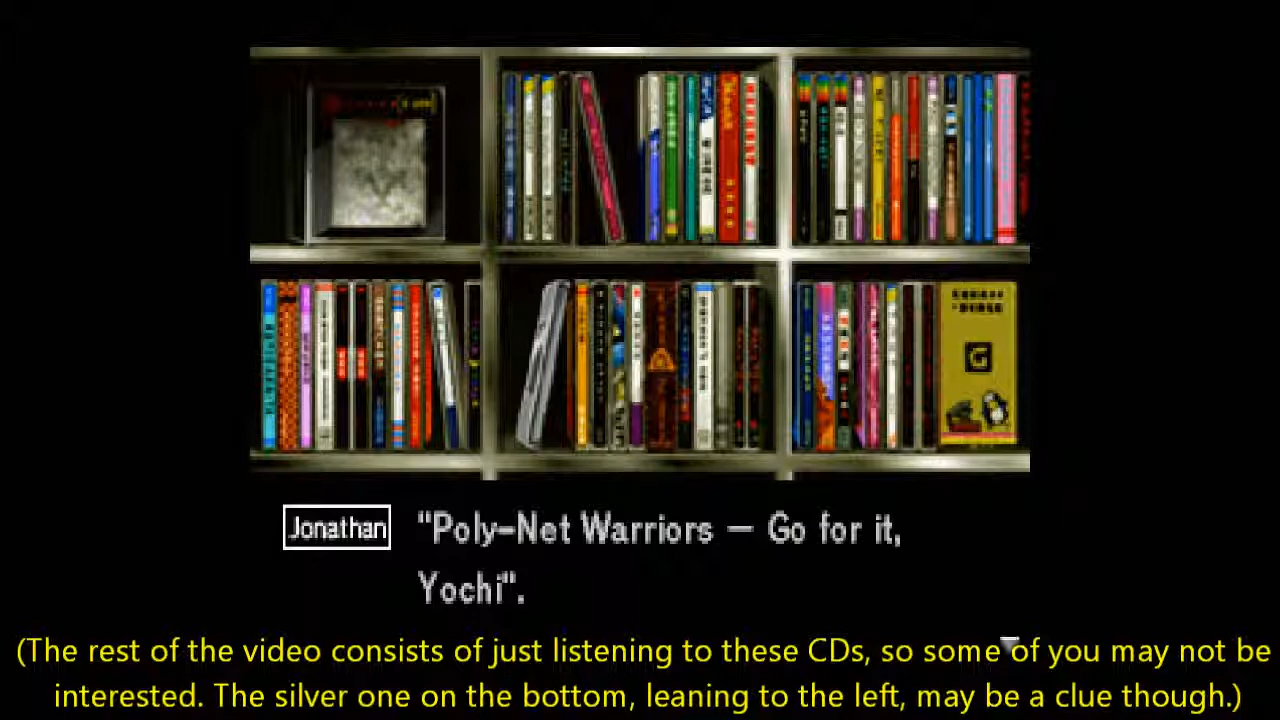 G
Jonathan
"Poly-Net Warriors – Go for it,
Yochi".
(The rest of the video consists of just listening to these CDs, so some of you may not be
interested. The silver one on the bottom, leaning to the left, may be a clue though.)